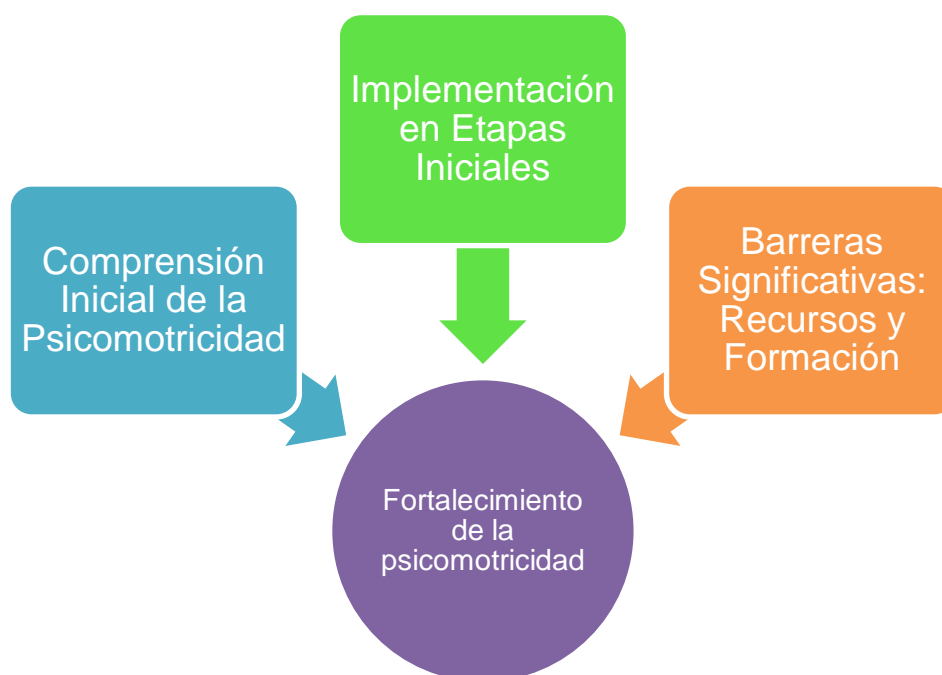 Implementación
en Etapas
Iniciales
Comprensión
Inicial de la
Psicomotricidad
Barreras
Significativas:
Recursos y
Formación
Fortalecimiento
de la
psicomotricidad